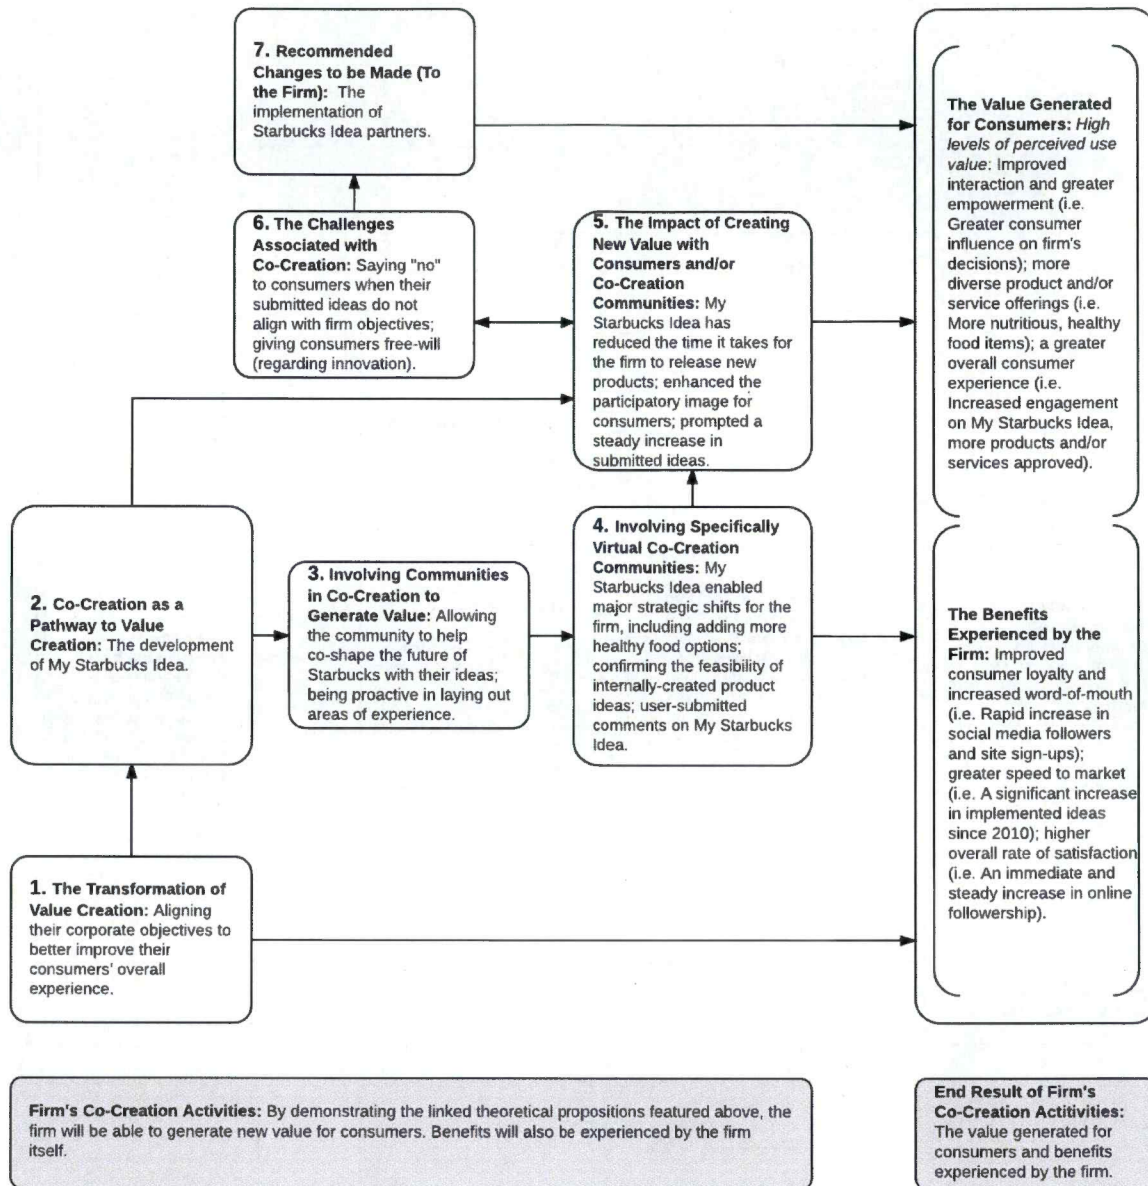 7. Recommended
Changes to be Made (To
the Firm): The
implementation of
Starbucks Idea partners.
6. The Challenges
Associated with
Co-Creation: Saying "no"
to consumers when their
submitted ideas do not
align with firm objectives;
giving consumers free-will
(regarding innovation).
5. The Impact of Creating
New Value with
Consumers and/or
Co-Creation
Communities: My
Starbucks Idea has
reduced the time it takes for
the firm to release new
products; enhanced the
participatory image for
consumers; prompted a
steady increase in
submitted ideas.
2. Co-Creation as a
Pathway to Value
Creation: The development
of My Starbucks Idea.
3. Involving Communities
in Co-Creation to
Generate Value: Allowing
the community to help
co-shape the future of
Starbucks with their ideas;
being proactive in laying out
areas of experience.
4. Involving Specifically
Virtual Co-Creation
Communities: My
Starbucks Idea enabled
major strategic shifts for the
firm, including adding more
healthy food options;
confirming the feasibility of
internally-created product
ideas; user-submitted
comments on My Starbucks
Idea.
1. The Transformation of
Value Creation: Aligning
their corporate objectives to
better improve their
consumers' overall
experience.
The Value Generated
for Consumers: High
levels of perceived use
value: Improved
interaction and greater
empowerment (i.e.
Greater consumer
influence on firm's
decisions); more
diverse product and/or
service offerings (i.e.
More nutritious, healthy
food items); a greater
overall consumer
experience (i.e.
Increased engagement
on My Starbucks Idea,
more products and/or
services approved).
The Benefits
Experienced by the
Firm: Improved
consumer loyalty and
increased word-of-mouth
(i.e. Rapid increase in
social media followers
and site sign-ups);
greater speed to market
(i.e. A significant increase
in implemented ideas
since 2010); higher
overall rate of satisfaction
(i.e. An immediate and
steady increase in online
followership).
Firm's Co-Creation Activities: By demonstrating the linked theoretical propositions featured above, the
firm will be able to generate new value for consumers. Benefits will also be experienced by the firm
itself.
End Result of Firm's
Co-Creation Actitivities:
The value generated for
consumers and benefits
experienced by the firm.